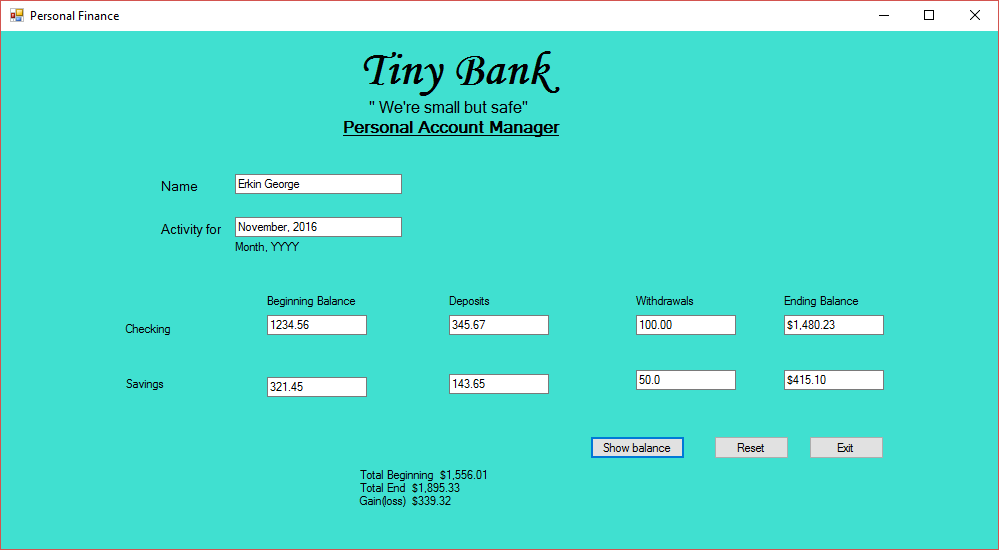 Personal Finance
Tiny Bank
" We're small but safe"
Personal Account Manager
Name Erkin George
Activity for November, 2016
Month, YYYY
Beginning Balance Deposits Withdrawals Ending Balance
Checking 1234.56 345.67 100.00 $1,480.23
Savings 321.45 143.65 50.0 $415.10
Show balance Reset Exit
Total Beginning $1,556.01
Total End $1,895.33
Gain(loss) $339.32